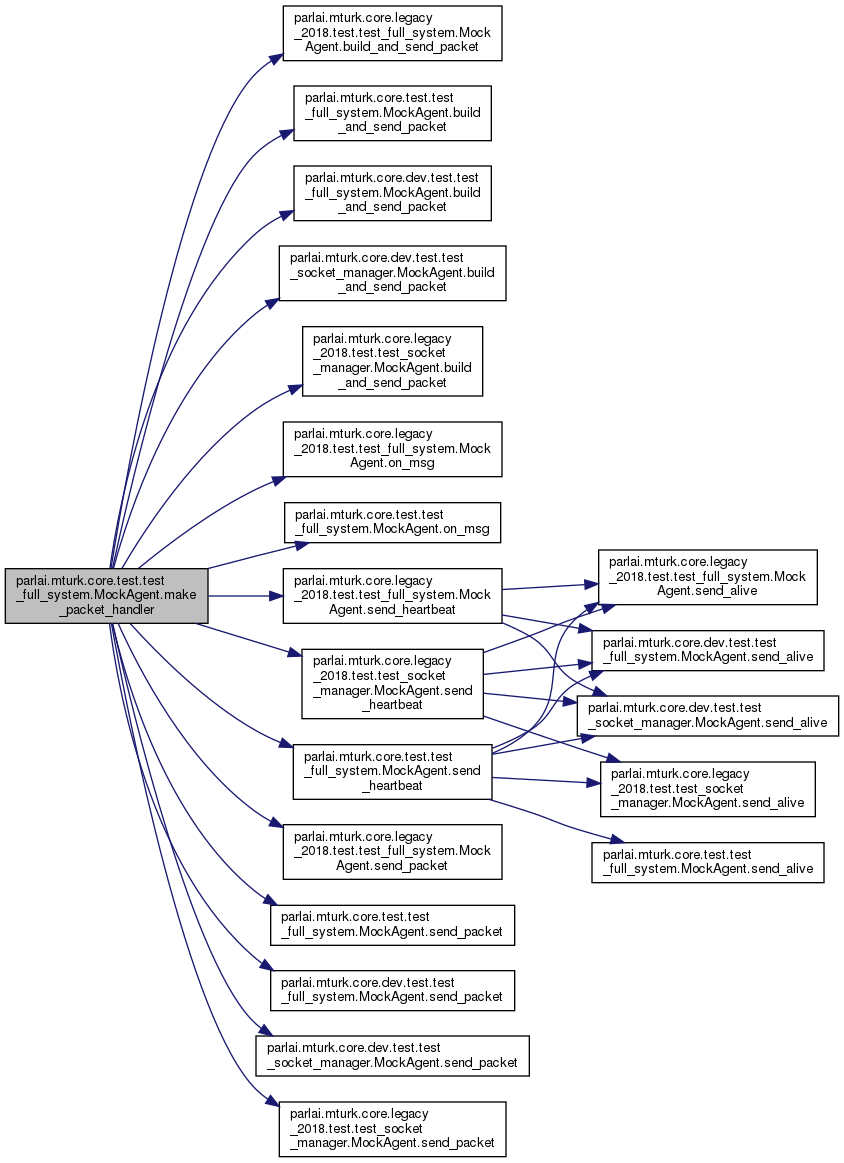 parlai.mturk.core.legacy
_2018.test.test_full_system.Mock
Agent.build_and_send_packet
parlai.mturk.core.test.test
_full_system.MockAgent.build
_and_send_packet
parlai.mturk.core.dev.test.test
_full_system.MockAgent.build
_and_send_packet
parlai.mturk.core.dev.test.test
_socket_manager.MockAgent.build
_and_send_packet
parlai.mturk.core.legacy
_2018.test.test_socket
_manager.MockAgent.build
_and_send_packet
parlai.mturk.core.legacy
_2018.test.test_full_system.Mock
Agent.on_msg
parlai.mturk.core.test.test
_full_system.MockAgent.on_msg
parlai.mturk.core.test.test
_full_system.MockAgent.make
_packet_handler
parlai.mturk.core.legacy
_2018.test.test_full_system.Mock
Agent.send_heartbeat
parlai.mturk.core.legacy
_2018.test.test_socket
_manager.MockAgent.send
_heartbeat
parlai.mturk.core.test.test
_full_system.MockAgent.send
_heartbeat
parlai.mturk.core.legacy
_2018.test.test_full_system.Mock
Agent.send_packet
parlai.mturk.core.test.test
_full_system.MockAgent.send_packet
parlai.mturk.core.dev.test.test
_full_system.MockAgent.send_packet
parlai.mturk.core.dev.test.test
_socket_manager.MockAgent.send_packet
parlai.mturk.core.legacy
_2018.test.test_socket
_manager.MockAgent.send_packet
parlai.mturk.core.legacy
_2018.test.test_full_system.Mock
Agent.send_alive
parlai.mturk.core.dev.test.test
_full_system.MockAgent.send_alive
parlai.mturk.core.dev.test.test
_socket_manager.MockAgent.send_alive
parlai.mturk.core.legacy
_2018.test.test_socket
_manager.MockAgent.send_alive
parlai.mturk.core.test.test
_full_system.MockAgent.send_alive